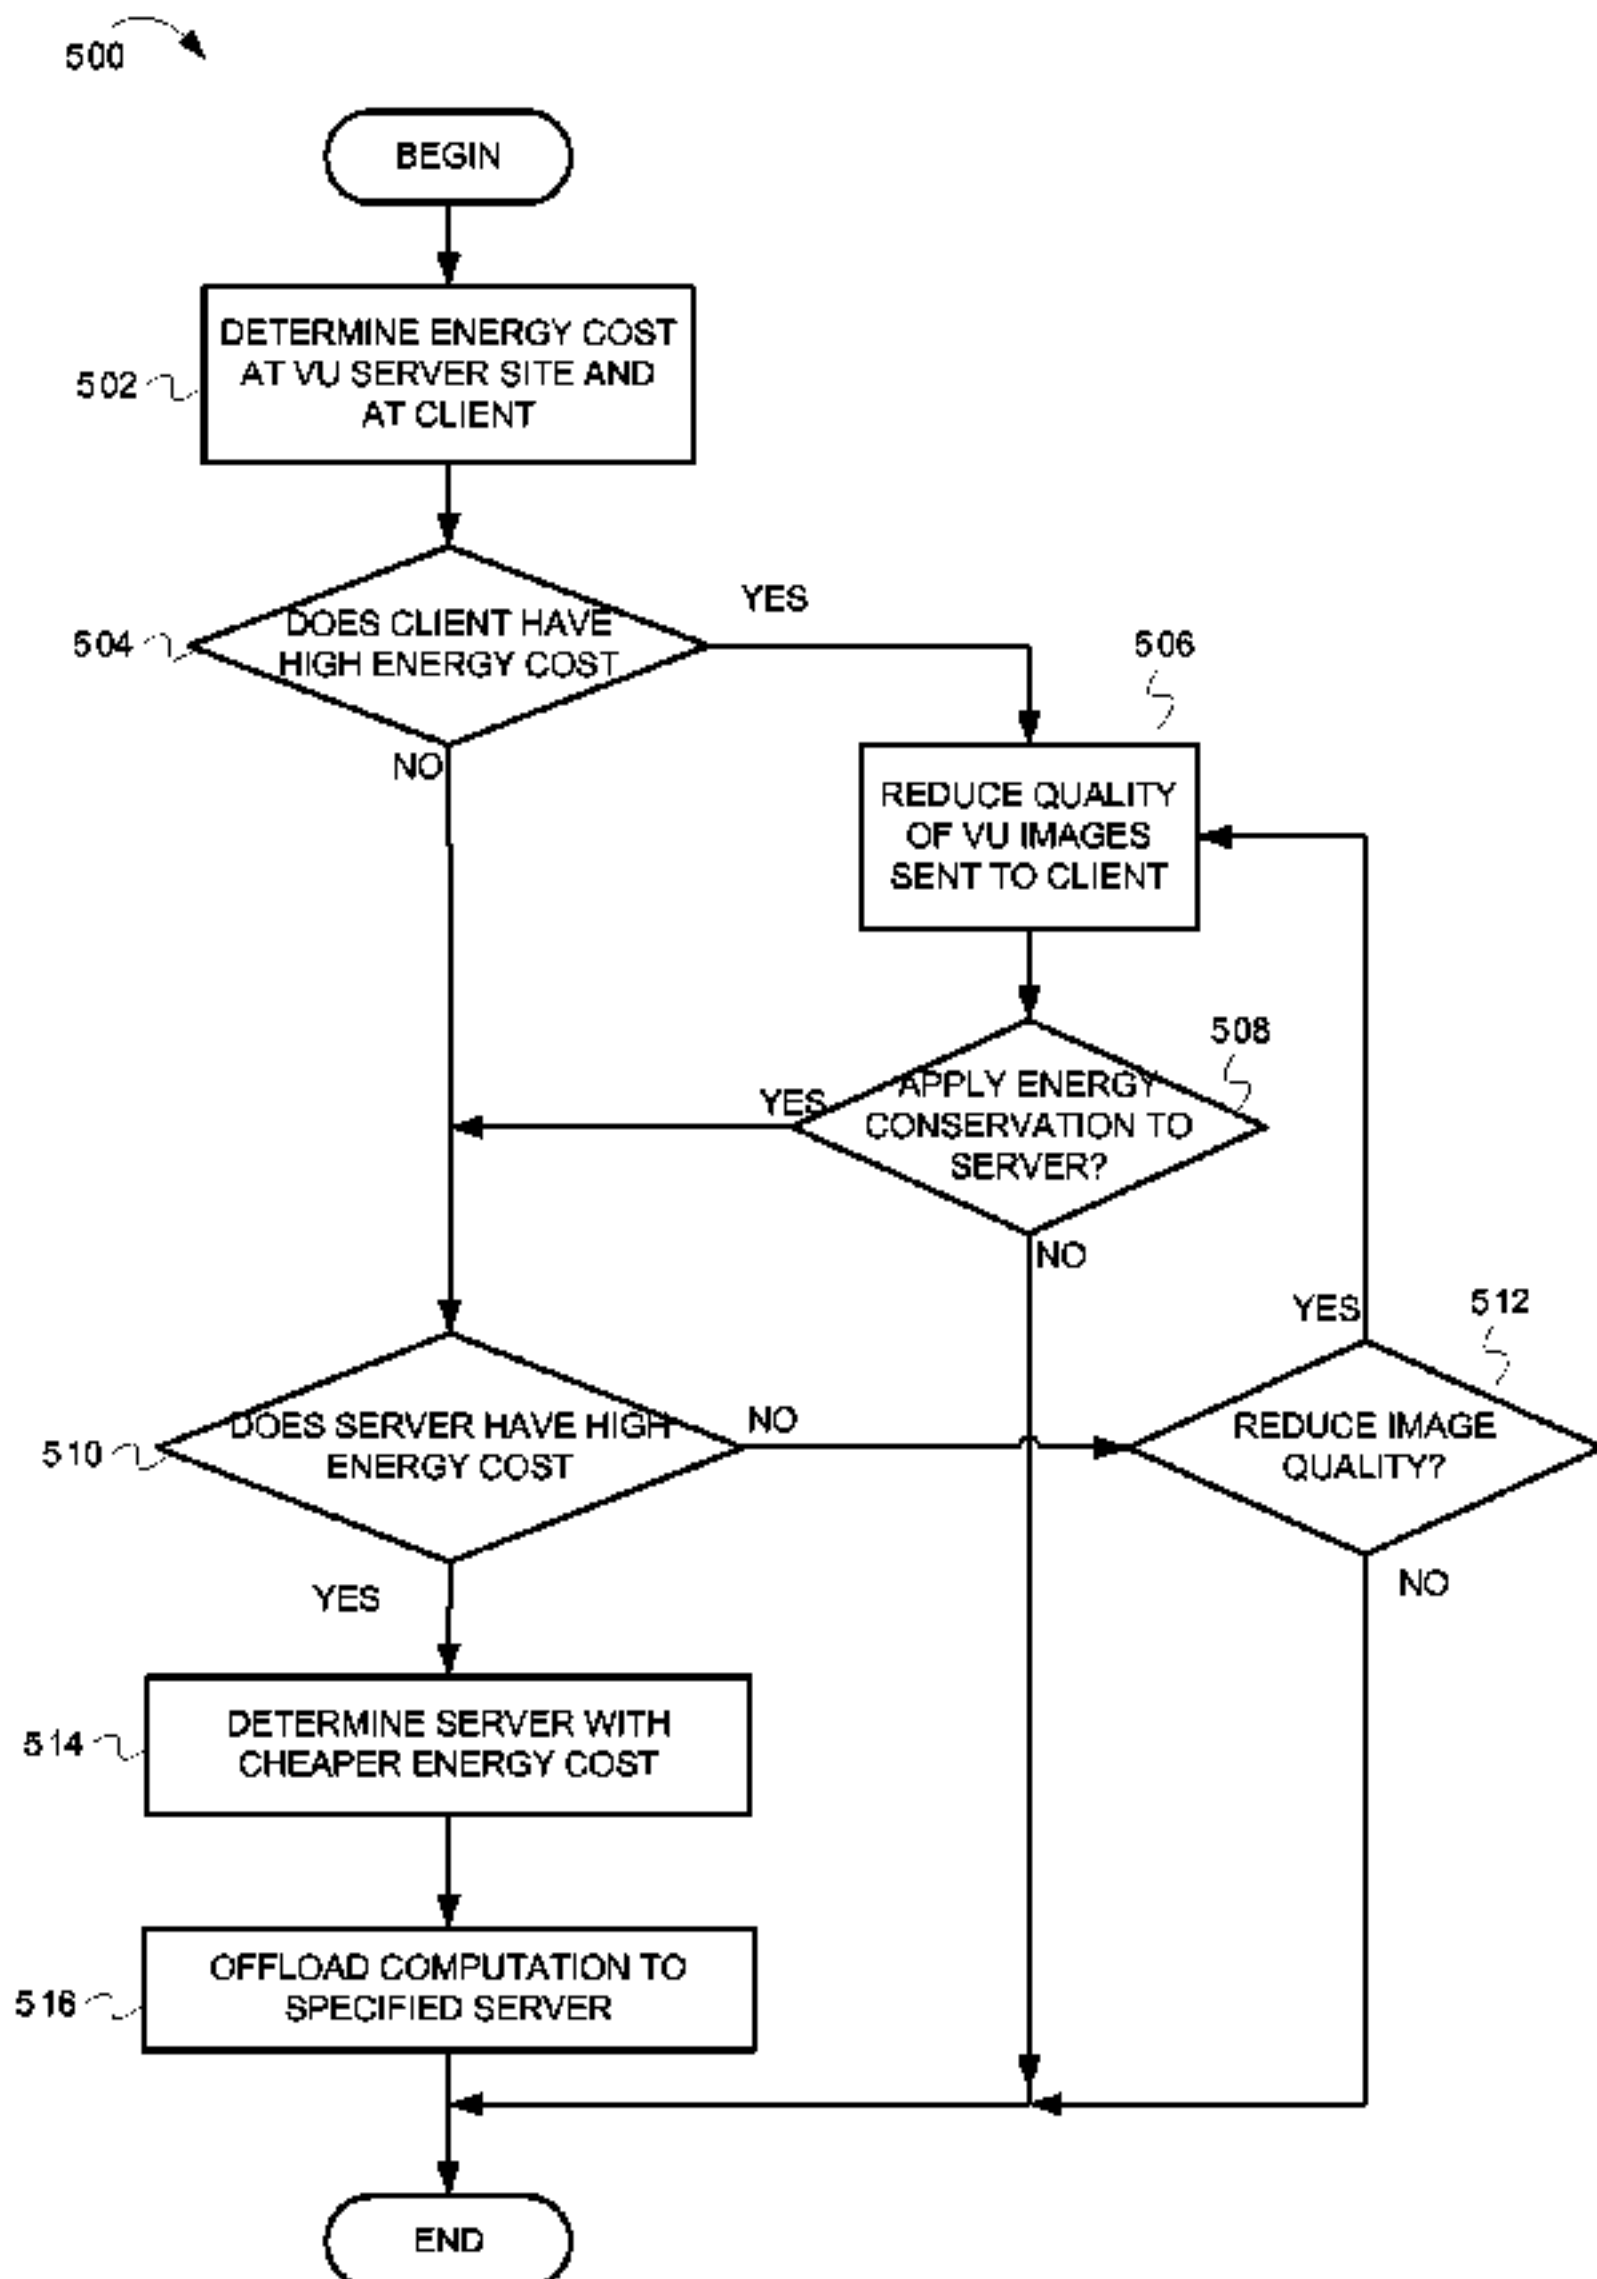 500
BEGIN
502
DETERMINE ENERGY COST
AT VU SERVER SITE AND
AT CLIENT
504
DOES CLIENT HAVE
HIGH ENERGY COST
YES
NO
506
REDUCE QUALITY
OF VU IMAGES
SENT TO CLIENT
508
APPLY ENERGY
CONSERVATION TO
SERVER?
YES
NO
510
DOES SERVER HAVE HIGH
ENERGY COST
NO
YES
512
REDUCE IMAGE
QUALITY?
YES
NO
514
DETERMINE SERVER WITH
CHEAPER ENERGY COST
516
OFFLOAD COMPUTATION TO
SPECIFIED SERVER
END